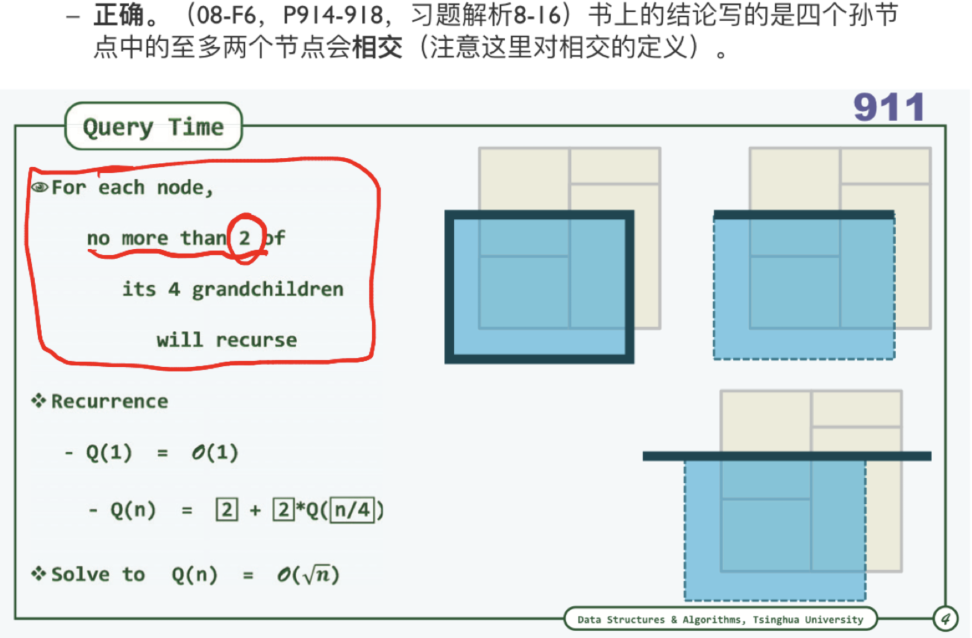 – 正确。（08-F6，P914-918，习题解析8-16）书上的结论写的是四个孙节
点中的至多两个节点会相交（注意这里对相交的定义）。
911
Query Time
For each node,
no more than 2 of
its 4 grandchildren
will recurse
❖Recurrence
- Q(1) = O(1)
- Q(n) = 2 + 2*Q(n/4)
❖Solve to Q(n) = O(√n)
Data Structures & Algorithms, Tsinghua University
4